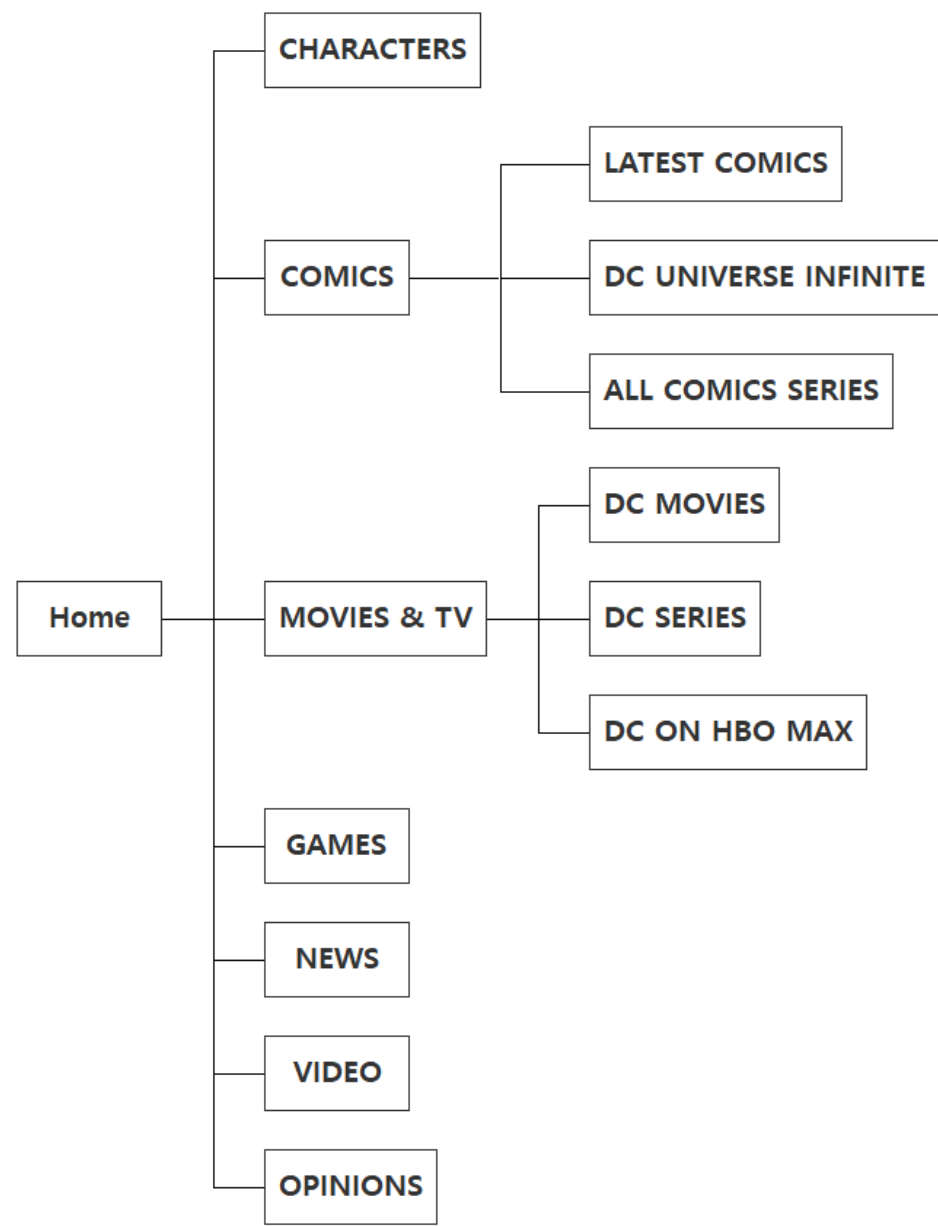 CHARACTERS
LATEST COMICS
COMICS
DC UNIVERSE INFINITE
ALL COMICS SERIES
DC MOVIES
Home
MOVIES & TV
DC SERIES
DC ON HBO MAX
GAMES
NEWS
VIDEO
OPINIONS